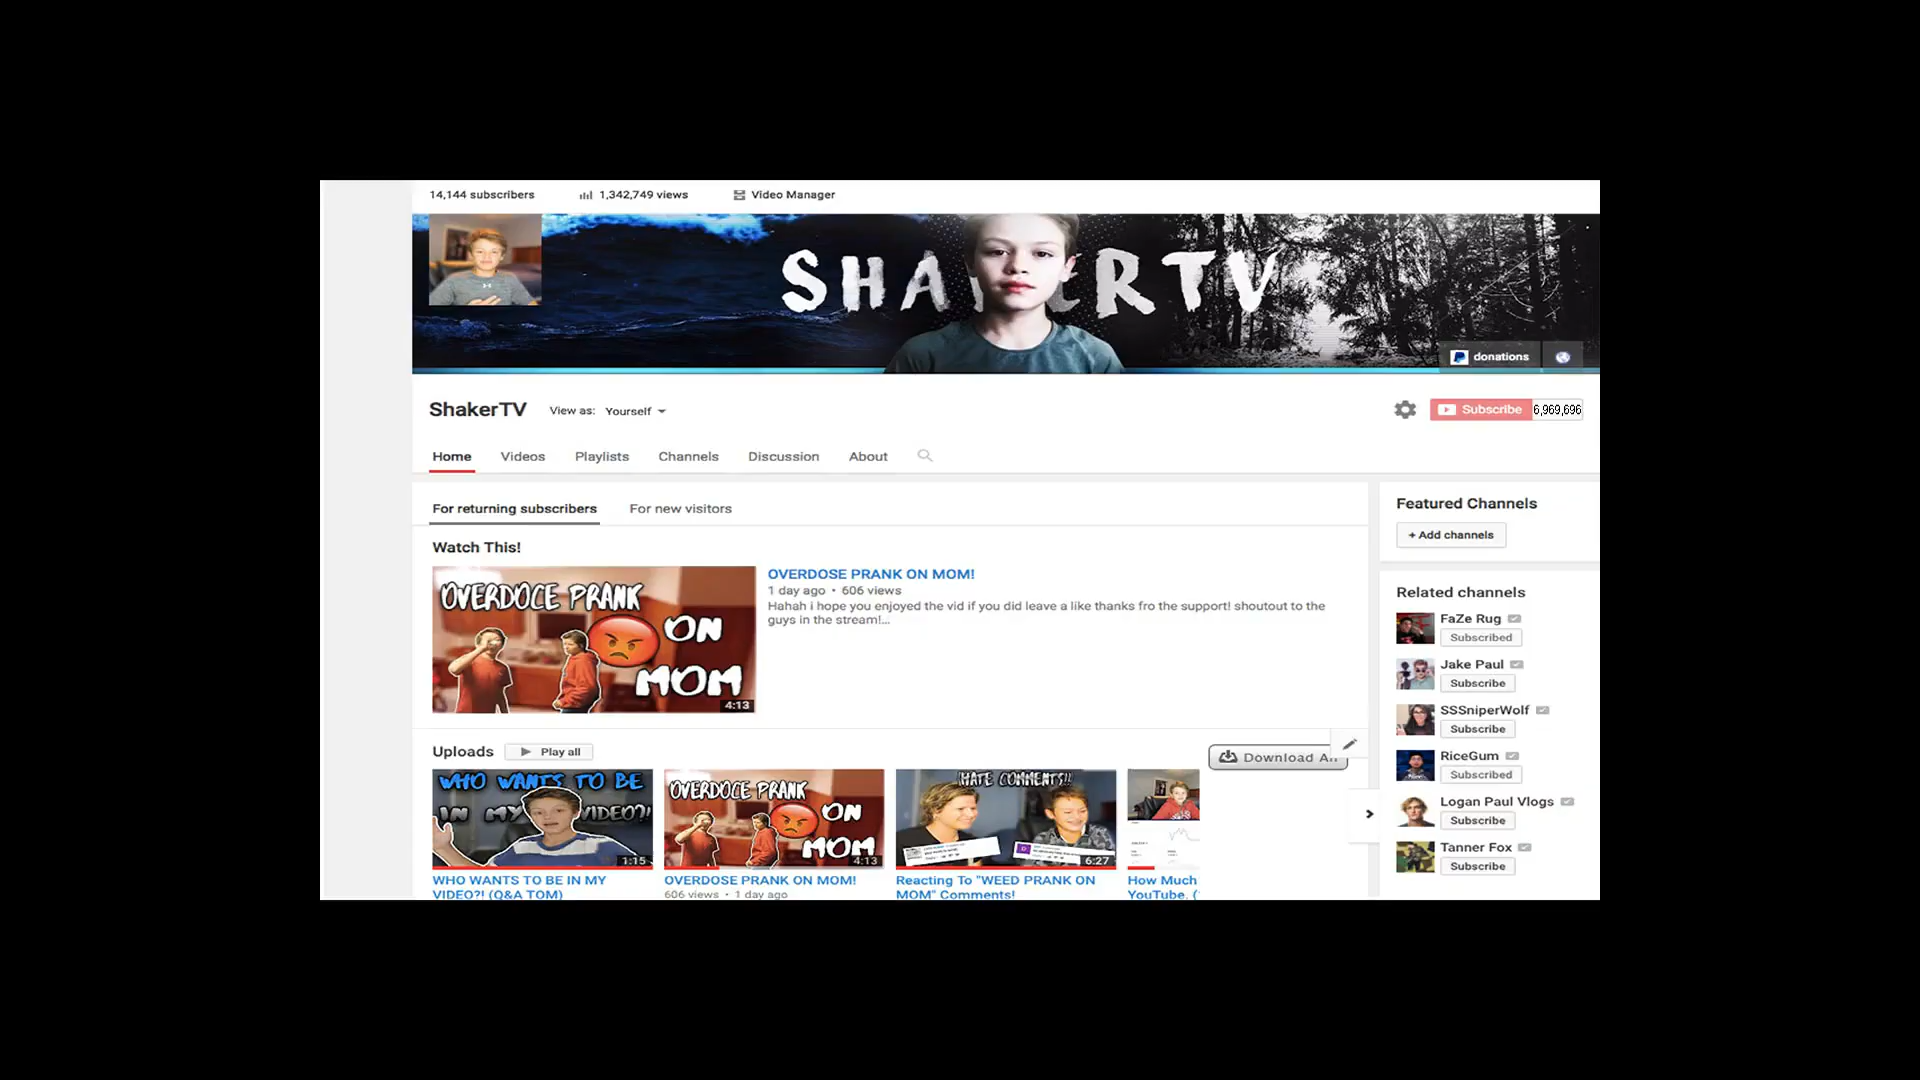 14,144 subscribers
1,342,749 views
Video Manager
SHA ERTV
donations
ShakerTV
View as: Yourself
Subscribe 6,969,696
Home
Videos
Playlists
Channels
Discussion
About
For returning subscribers
For new visitors
Watch This!
OVERDOCE PRANK
ON
MOM
4:13
OVERDOSE PRANK ON MOM!
1 day ago • 606 views
Hahah i hope you enjoyed the vid if you did leave a like thanks fro the support! shoutout to the
guys in the stream!...
Uploads
Play all
Download All
WHO WANTS TO BE
IN MY VIDEO?!
1:15
WHO WANTS TO BE IN MY
VIDEO?! (Q&A TOM)
OVERDOCE PRANK
ON
MOM
4:13
OVERDOSE PRANK ON MOM!
606 views • 1 day ago
HATE COMMENTS!!
6:27
Reacting To "WEED PRANK ON
MOM" Comments!
How Much
YouTube. (
Featured Channels
+ Add channels
Related channels
FaZe Rug
Subscribed
Jake Paul
Subscribe
SSSniperWolf
Subscribe
RiceGum
Subscribed
Logan Paul Vlogs
Subscribe
Tanner Fox
Subscribe